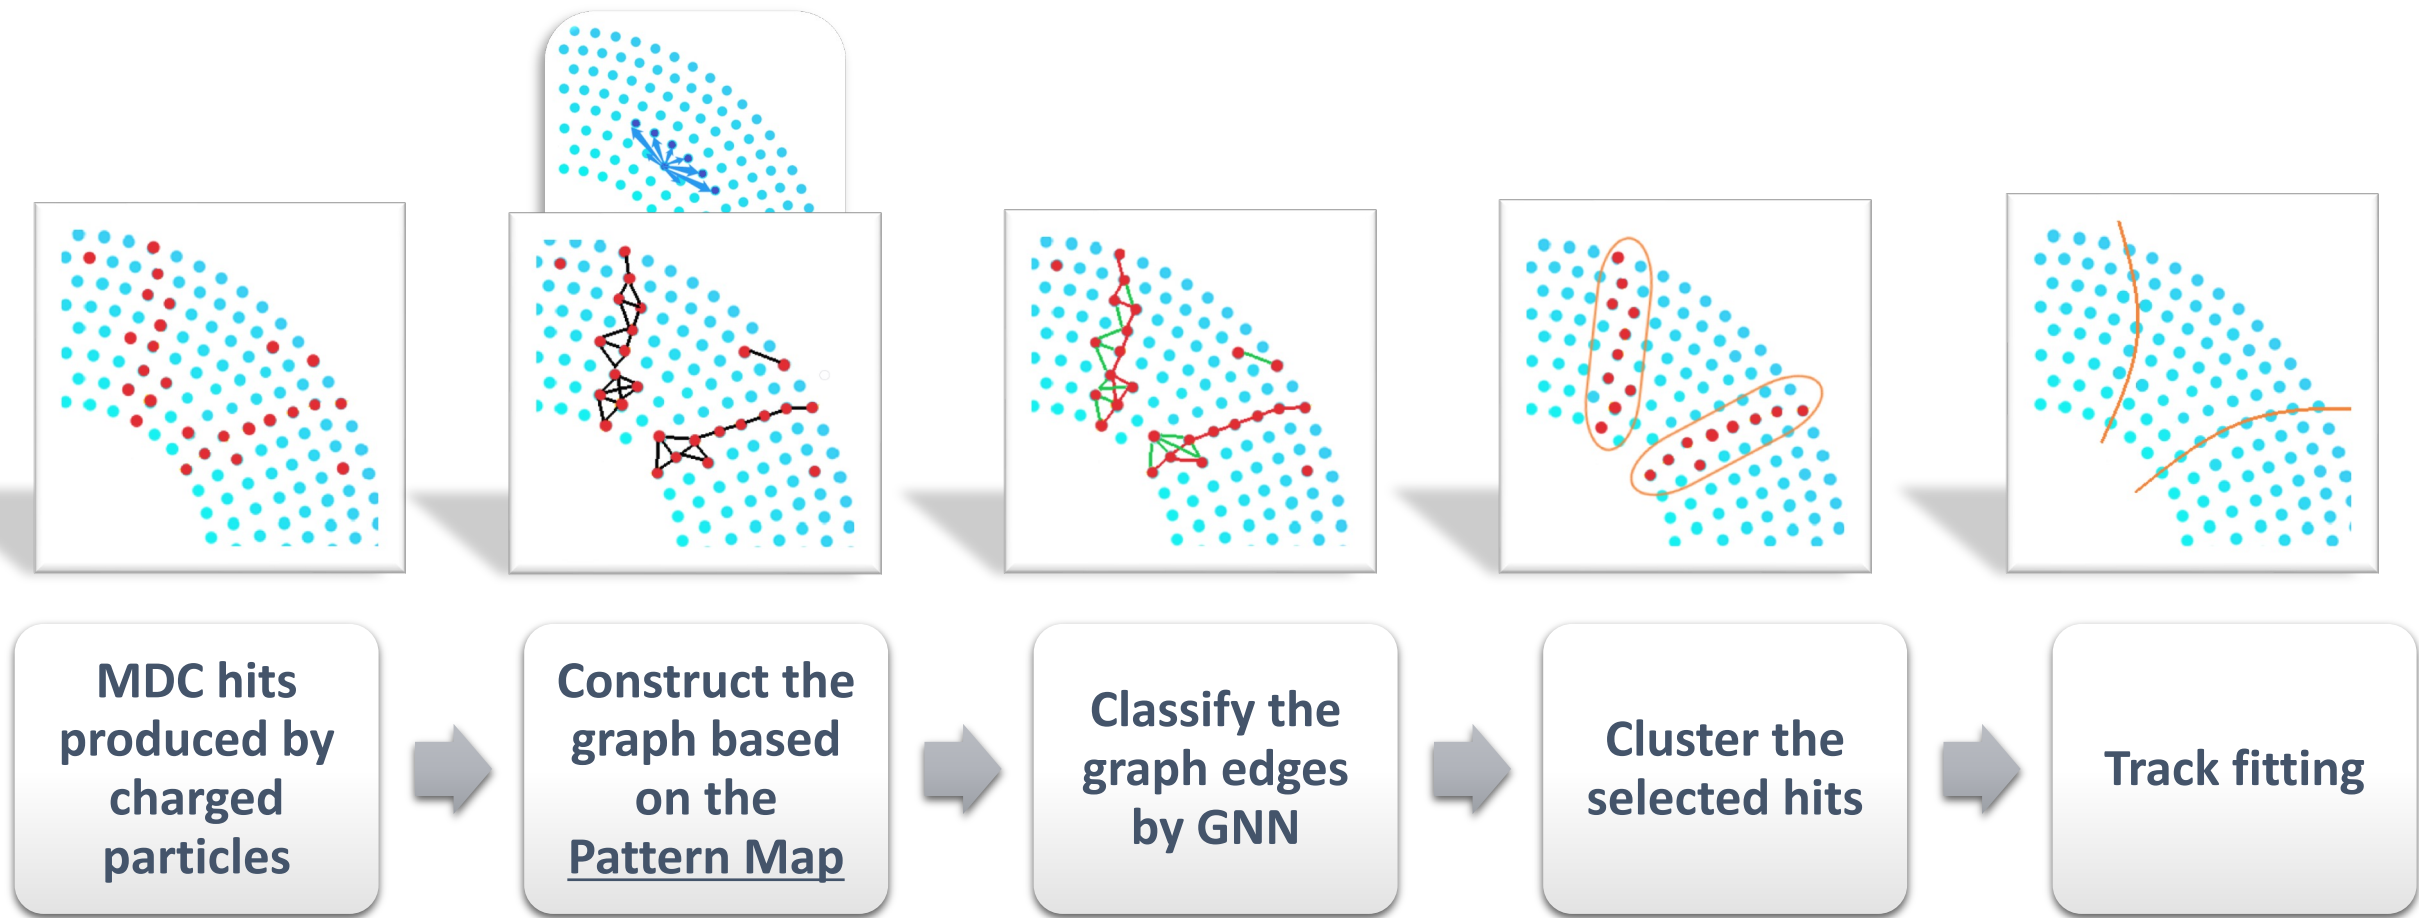 MDC hits
produced by
charged
particles
Construct the
graph based
on the
Pattern Map
Classify the
graph edges
by GNN
Cluster the
selected hits
Track fitting